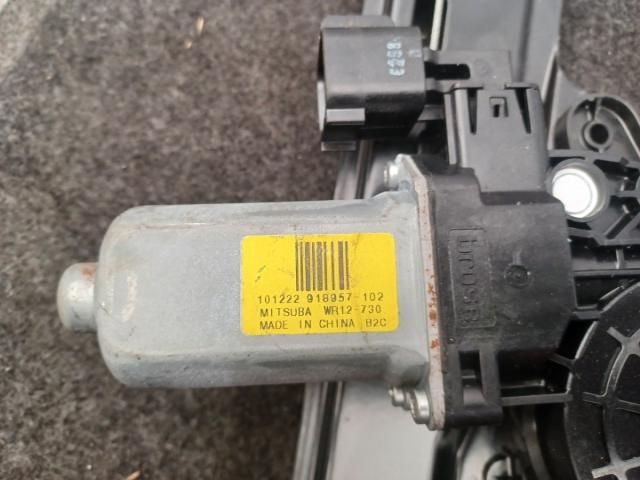 101222 918957-102
MITSUBA WR12-730
MADE IN CHINA B2C
brose